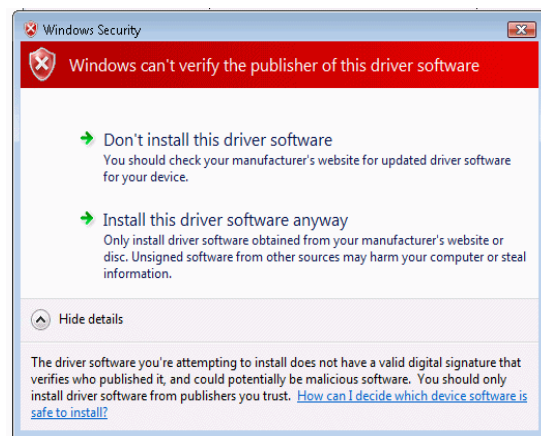 Windows Security
Windows can't verify the publisher of this driver software
Don't install this driver software
You should check your manufacturer's website for updated driver software
for your device.
Install this driver software anyway
Only install driver software obtained from your manufacturer's website or
disc. Unsigned software from other sources may harm your computer or steal
information.
Hide details
The driver software you're attempting to install does not have a valid digital signature that
verifies who published it, and could potentially be malicious software. You should only
install driver software from publishers you trust. How can I decide which device software is
safe to install?